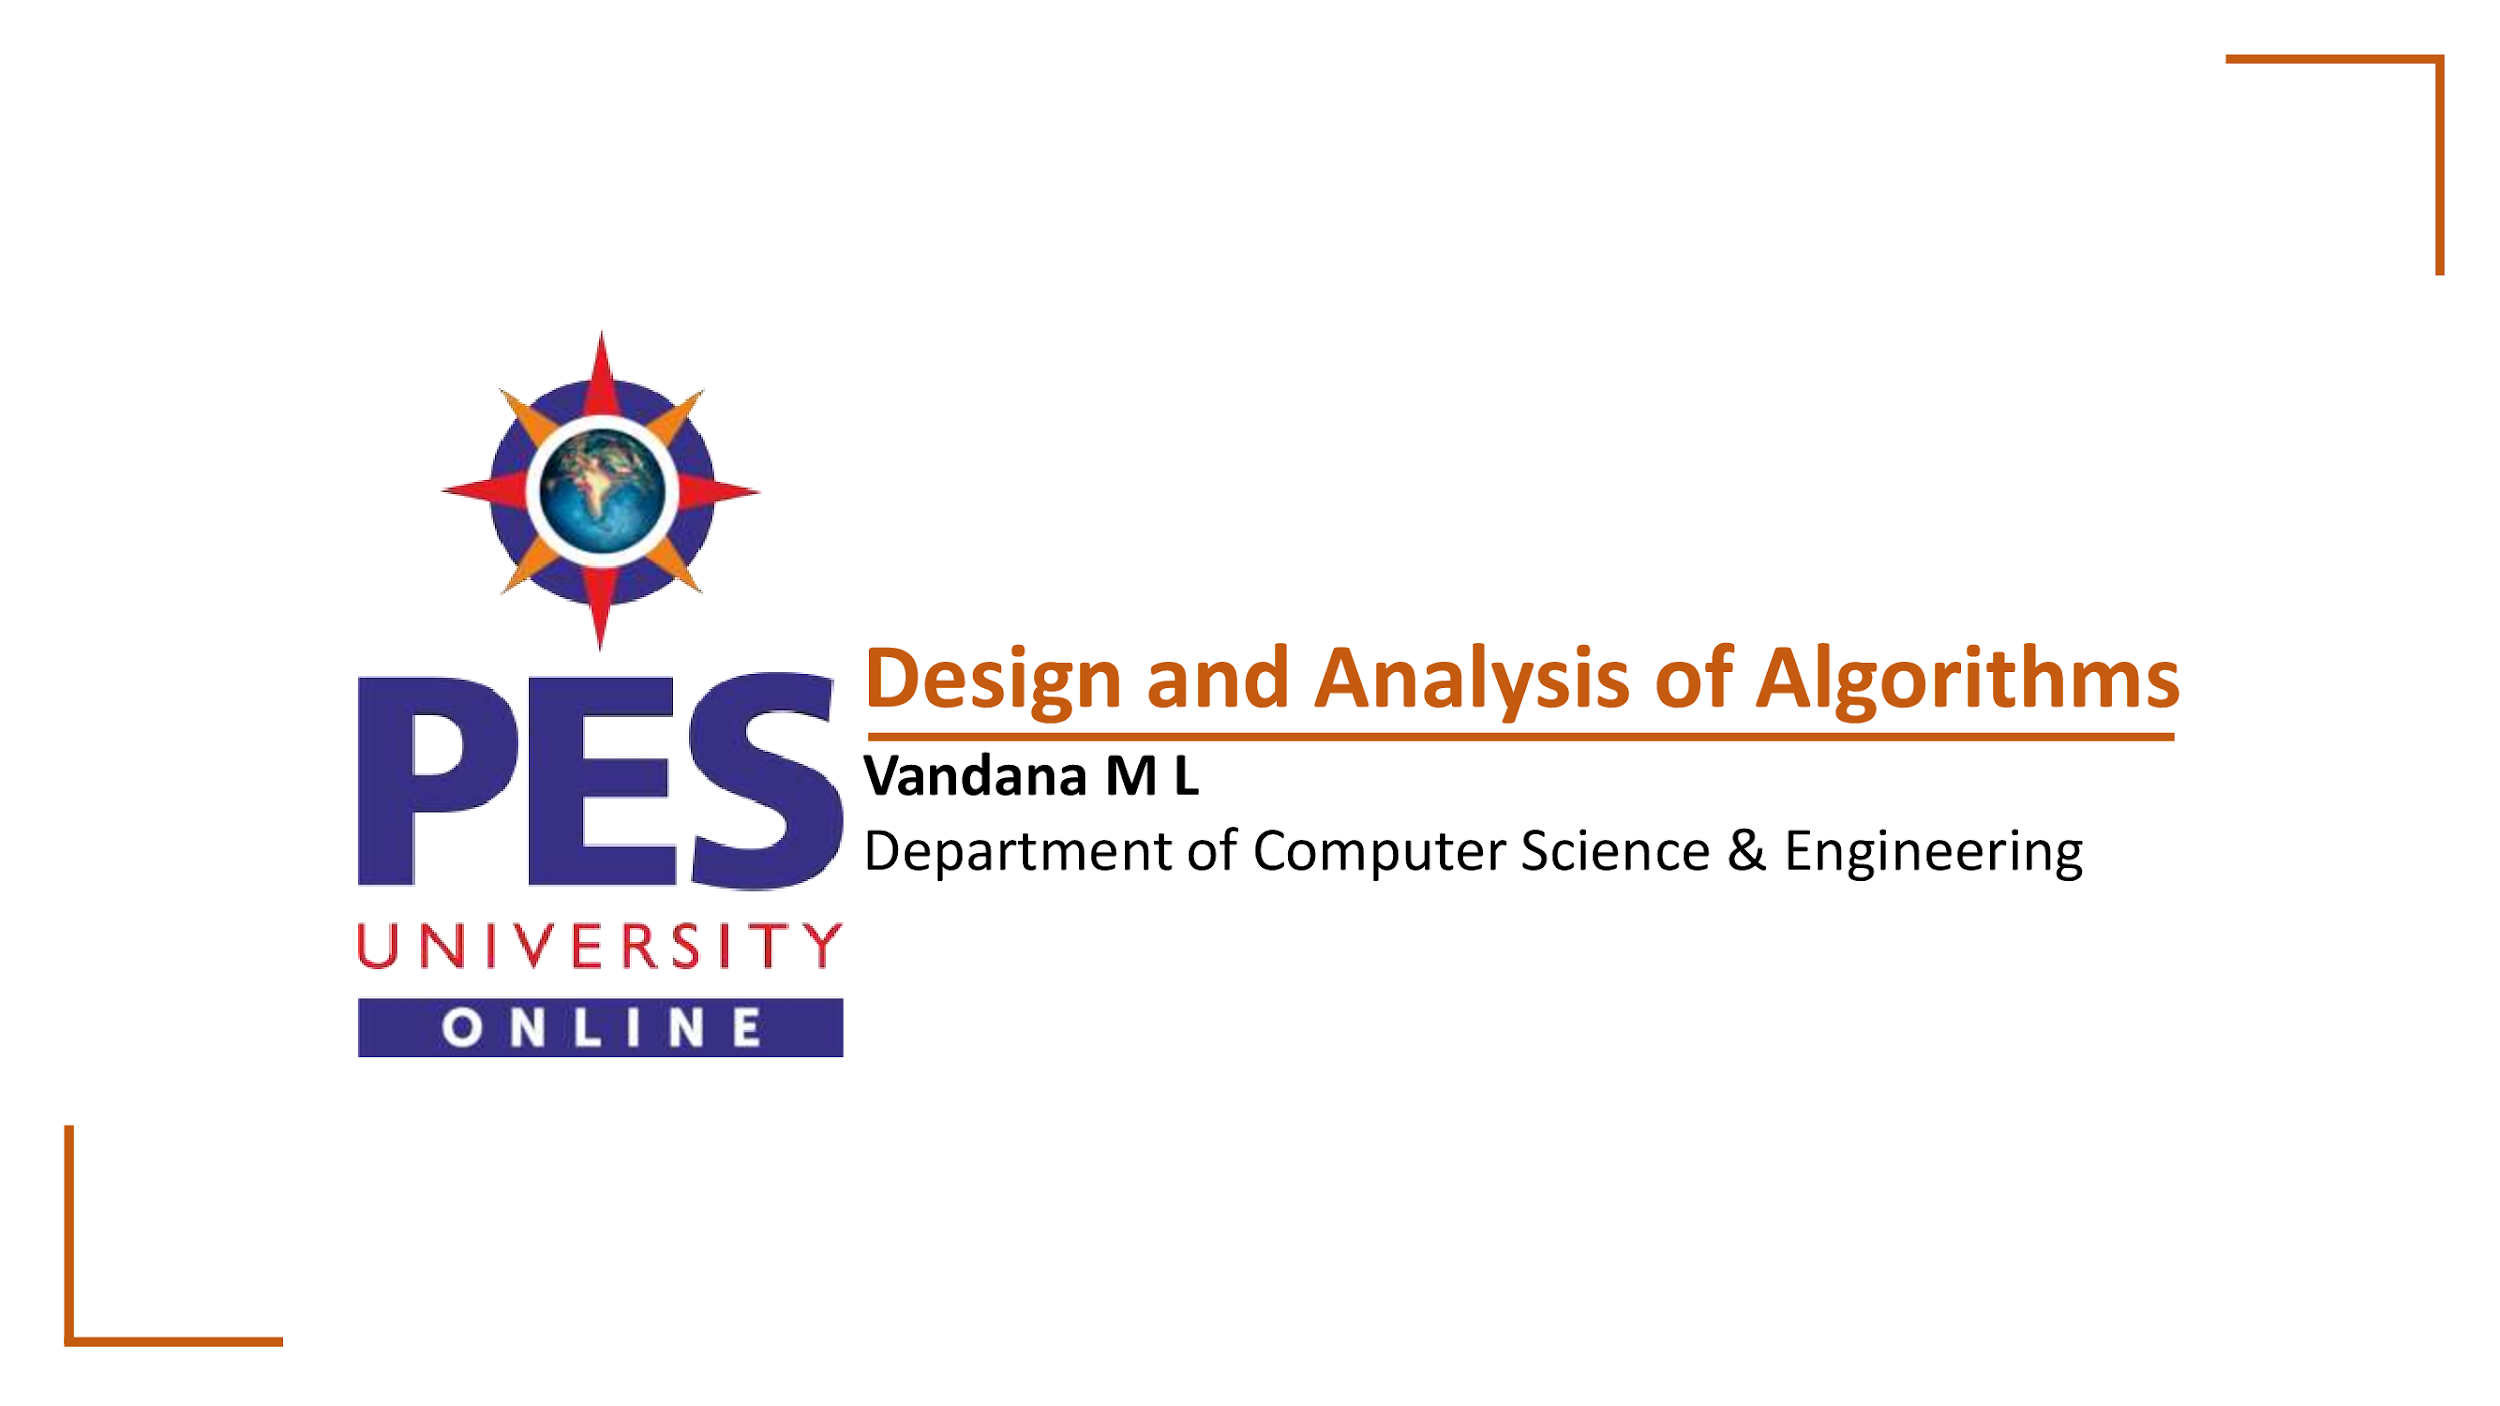 Design and Analysis of Algorithms
Vandana M L
Department of Computer Science & Engineering
PES
UNIVERSITY
ONLINE